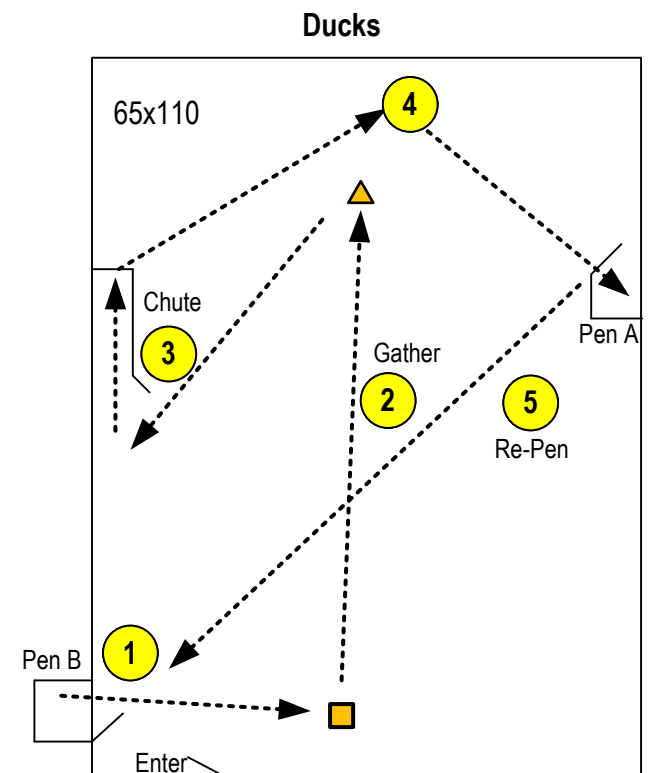 Ducks
65x110
4
Chute
3
Pen A
Gather
2
5
Re-Pen
1
Pen B
Enter